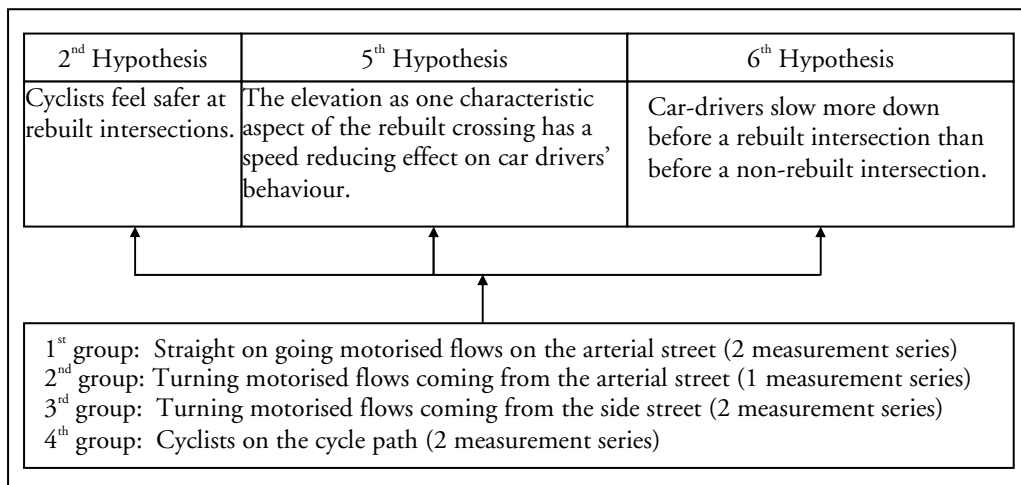 2nd Hypothesis
5th Hypothesis
6th Hypothesis
Cyclists feel safer at
rebuilt intersections.
The elevation as one characteristic
aspect of the rebuilt crossing has a
speed reducing effect on car drivers’
behaviour.
Car-drivers slow more down
before a rebuilt intersection than
before a non-rebuilt intersection.
1st group: Straight on going motorised flows on the arterial street (2 measurement series)
2nd group: Turning motorised flows coming from the arterial street (1 measurement series)
3rd group: Turning motorised flows coming from the side street (2 measurement series)
4th group: Cyclists on the cycle path (2 measurement series)